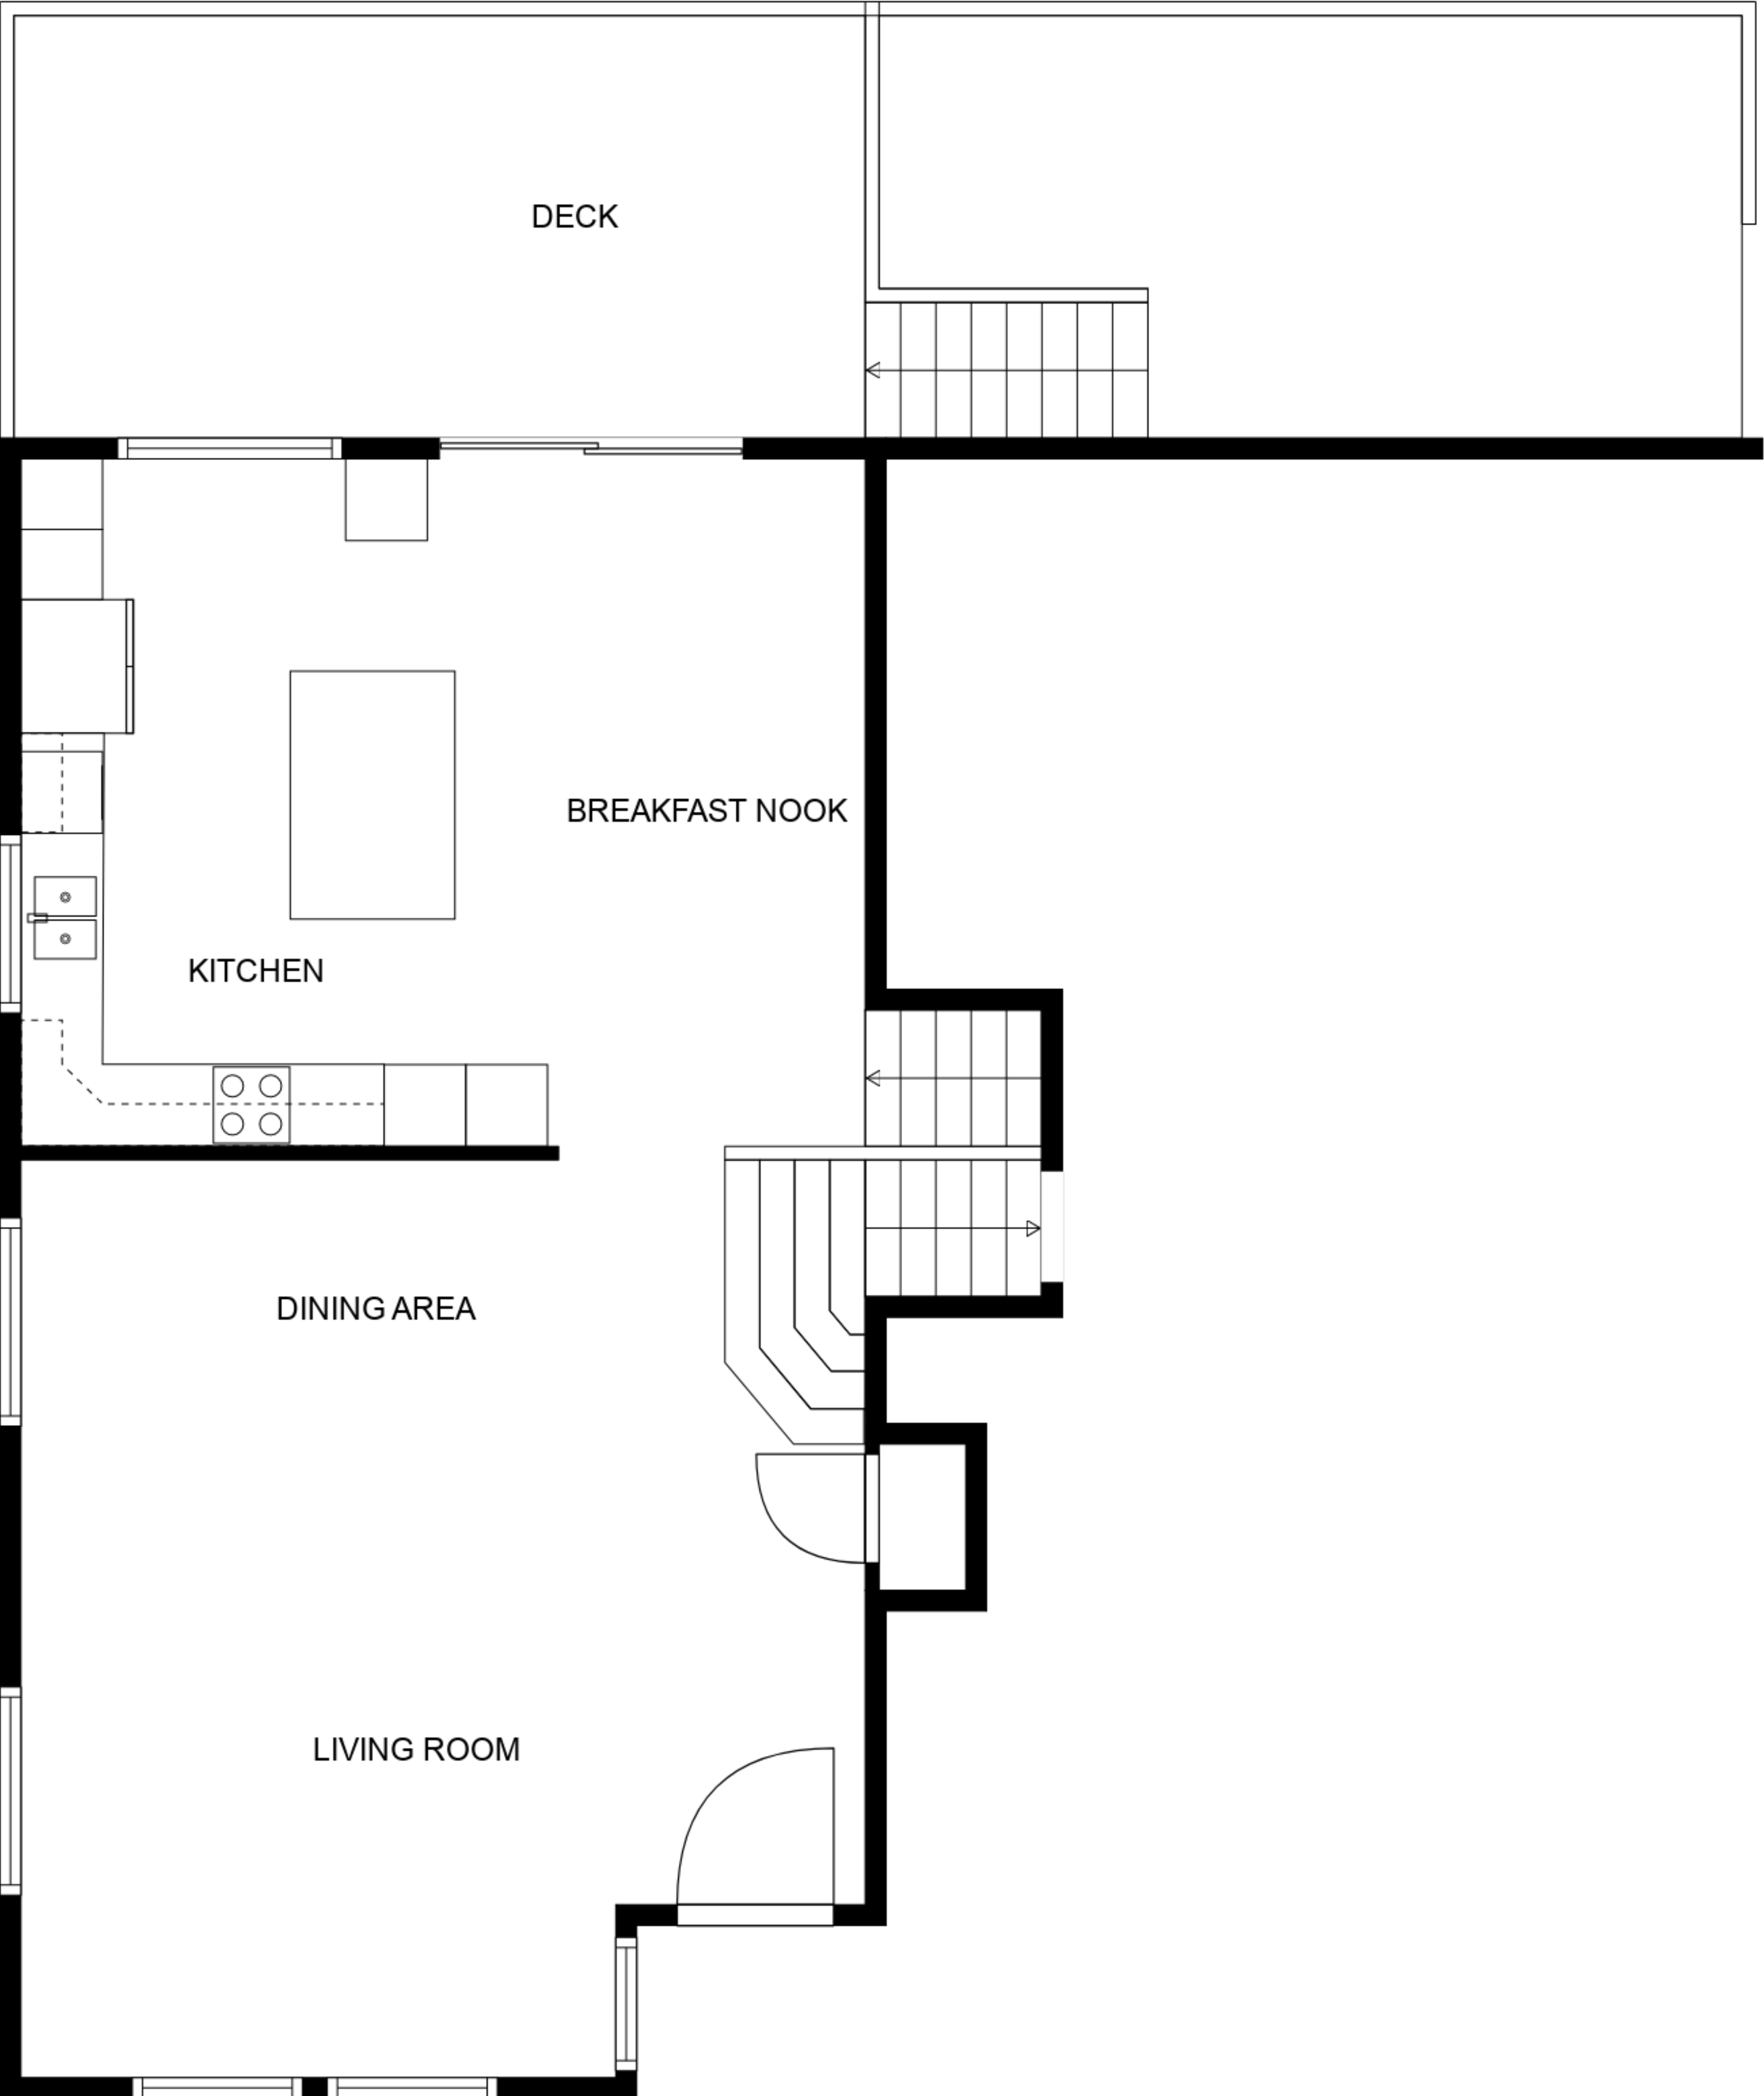 DECK
BREAKFAST NOOK
KITCHEN
DINING AREA
LIVING ROOM